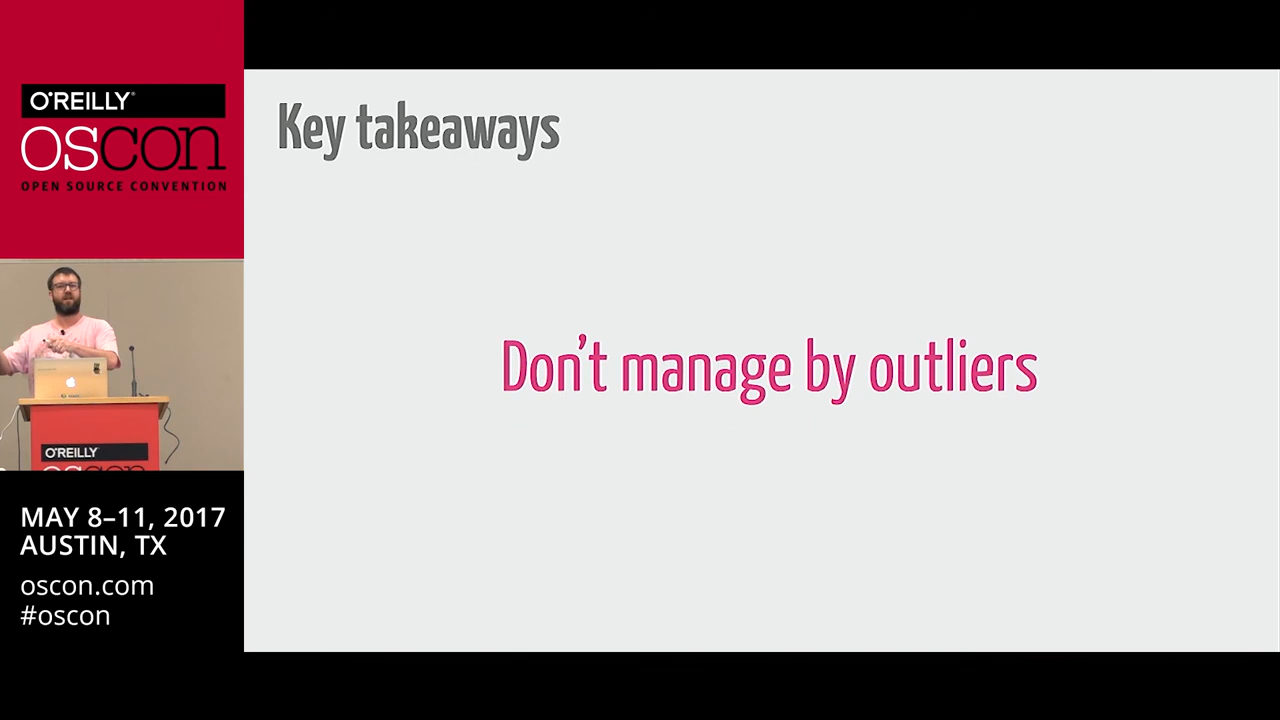 O'REILLY®
OSCON
OPEN SOURCE CONVENTION
Key takeaways
Don't manage by outliers
O'REILLY
OSCON
MAY 8–11, 2017
AUSTIN, TX
oscon.com
#oscon